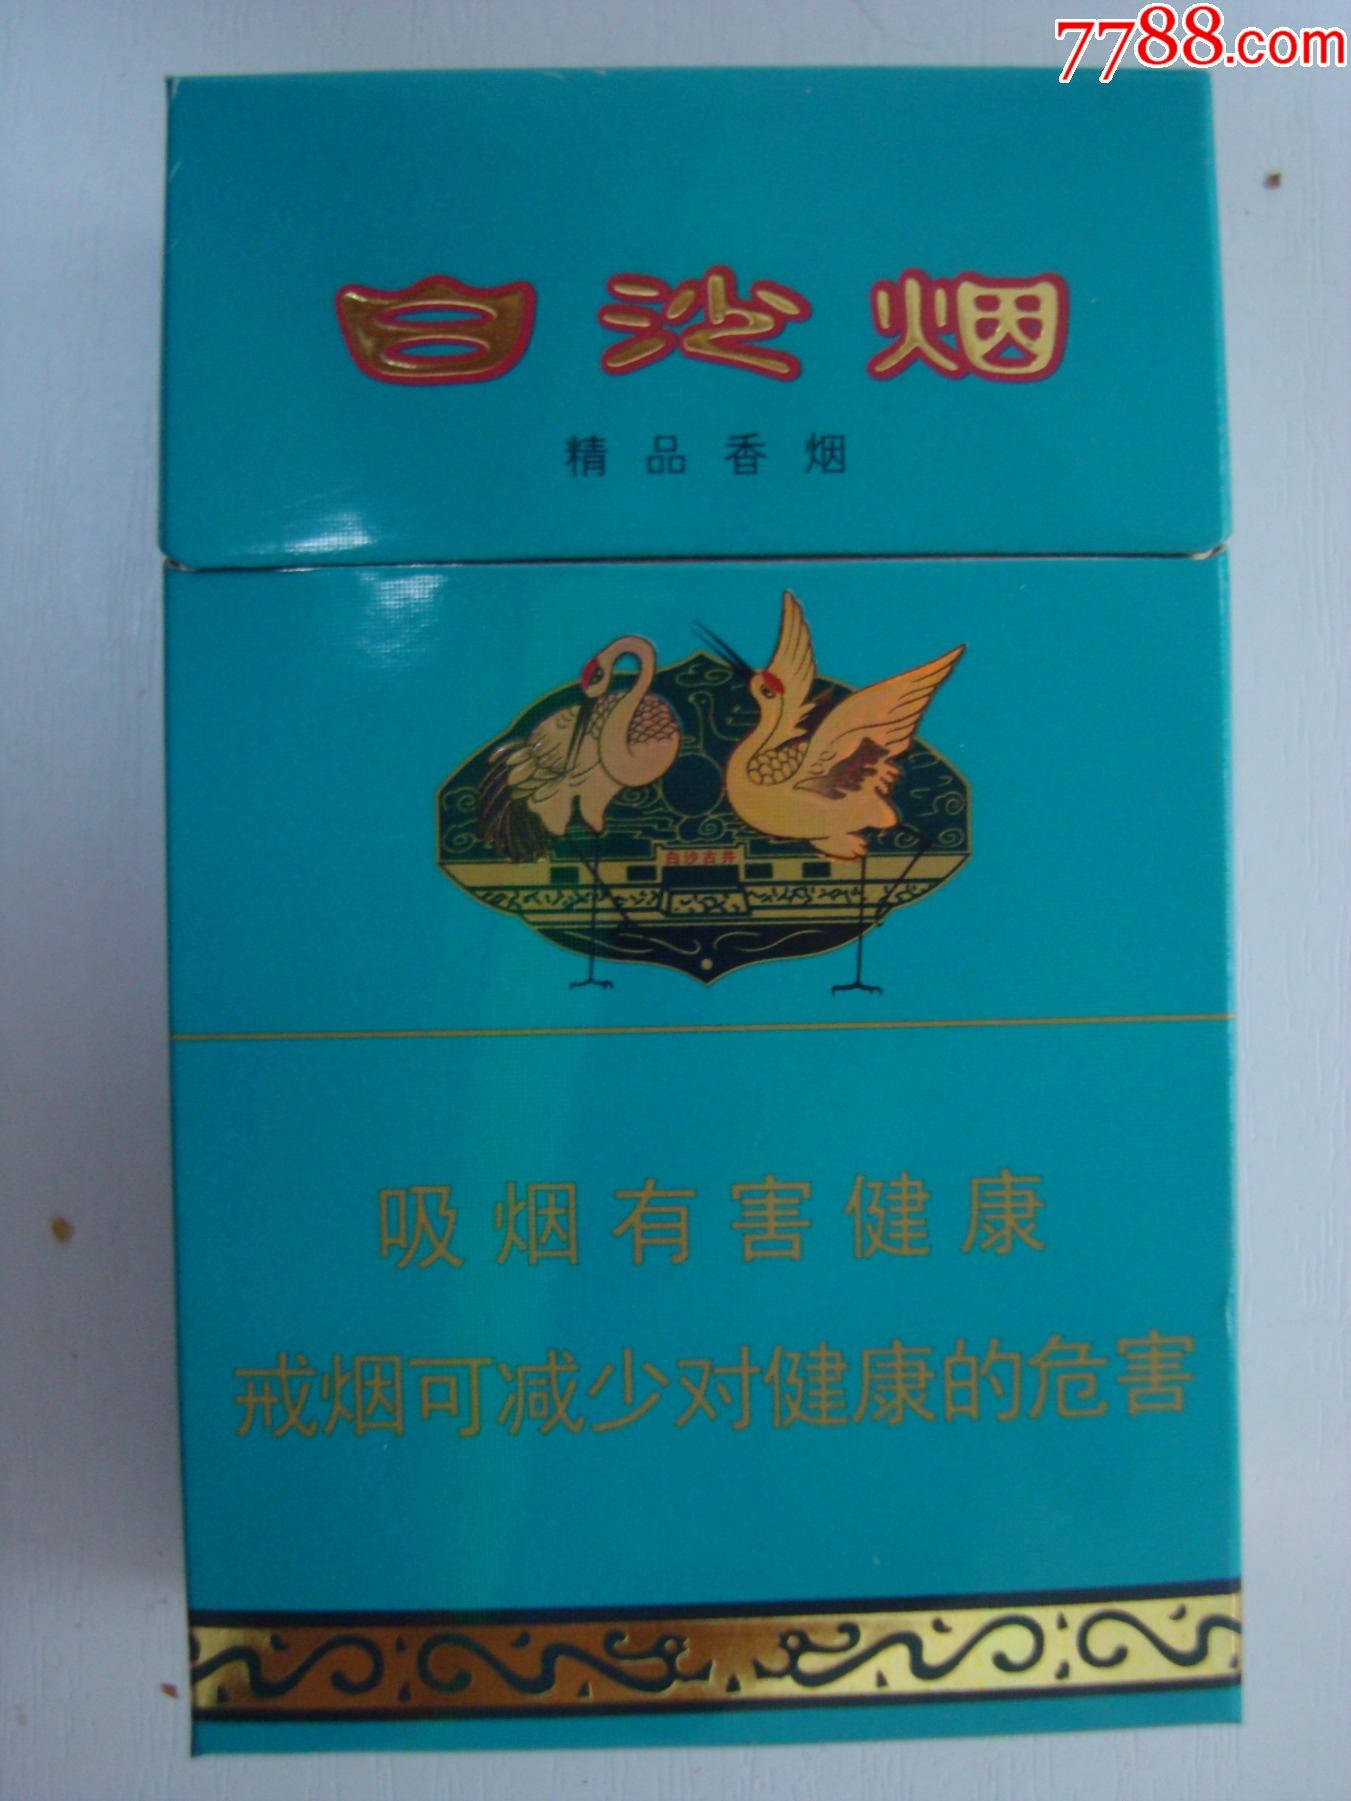 7788.com
白沙烟
精品香烟
白沙古井
吸烟有害健康
戒烟可减少对健康的危害